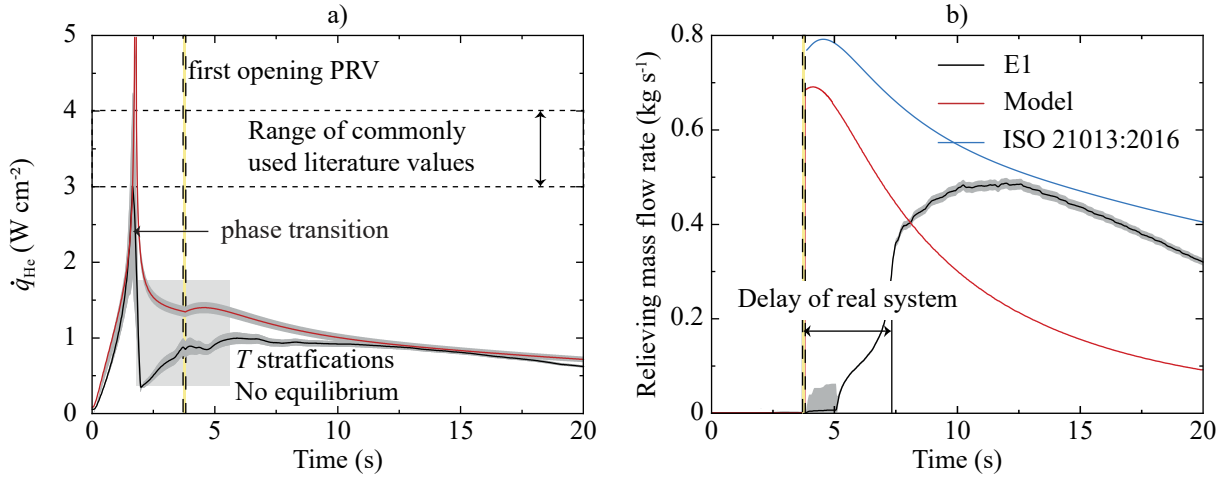 a)
5
4
3
2
1
0
q̇He (W cm-2)
first opening PRV
Range of commonly
used literature values
phase transition
T stratfications
No equilibrium
0
5
10
15
20
Time (s)
b)
0.8
0.6
0.4
0.2
0
Relieving mass flow rate (kg s-1)
E1
Model
ISO 21013:2016
Delay of real system
0
5
10
15
20
Time (s)